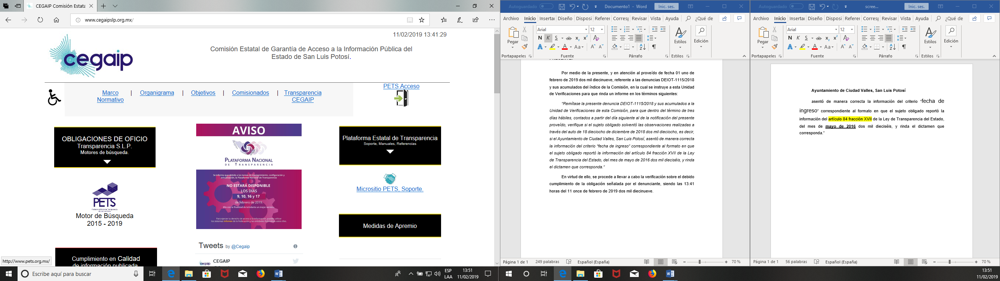 CEGAIP Comisión Estata
www.cegaipslp.org.mx/
11/02/2019 13:41:29
cegaip
Comisión Estatal de Garantía de Acceso a la Información Pública del
Estado de San Luis Potosí.
PETS Acceso
Marco Normativo | Organigrama | Objetivos | Comisionados | Transparencia CEGAIP
OBLIGACIONES DE OFICIO
Transparencia S.L.P.
Motores de búsqueda.
PETS
Motor de Búsqueda
2015 - 2019
Cumplimiento en Calidad
de información publicada
AVISO
PLATAFORMA NACIONAL
DE TRANSPARENCIA
Se informa que debido a las tareas de mantenimiento, configuración y
actualización, la Plataforma Nacional de Transparencia
NO ESTARÁ DISPONIBLE
LOS DÍAS
9, 10, 16 y 17
de febrero de 2019.
Ello con la finalidad de brindarte un mejor servicio.
Para ejercer tu derecho de acceso a la información, puedes utilizar
los sistemas Infomex de la Federación y las entidades federativas estos días.
Tweets by @Cegaip
cegaip CEGAIP
Plataforma Estatal de Transparencia
Soporte, Manuales, Referencias
Micrositio PETS, Soporte.
Medidas de Apremio
http://www.pets.org.mx/
Escribe aquí para buscar
ESP
LAA
13:51
11/02/2019
Autoguardado Documento1 - Word Inic. ses.
Archivo Inicio Insertar Diseño Disposi Referen Corresp Revisar Vista Ayuda ¿Qué de
Pegar
Arial 12
N K S ab x₂ x²
A A Aa A A
Estilos Edición
Portapapeles Fuente Párrafo Estilos
Por medio de la presente, y en atención al proveído de fecha 01 uno de
febrero de 2019 dos mil diecinueve, referente a las denuncias DEIOT-1115/2018
y sus acumulados del índice de la Comisión, en la cual se instruye a esta Unidad
de Verificaciones para que rinda un informe en los términos siguientes:
“Remítase la presente denuncia DEIOT-1115/2018 y sus acumulados a la
Unidad de Verificaciones de esta Comisión, para que dentro del término de tres
días hábiles, contados a partir del día siguiente al de la notificación del presente
proveído, verifique si el sujeto obligado solventó las observaciones realizadas a
través del auto de 18 dieciocho de diciembre de 2018 dos mil dieciocho, es decir,
si el Ayuntamiento de Ciudad Valles, San Luis Potosí, asentó de manera correcta
la información del criterio “fecha de ingreso” correspondiente al formato en que
el sujeto obligado reportó la información del artículo 84 fracción XVII de la Ley
de Transparencia del Estado, del mes de mayo de 2016 dos mil dieciséis, y rinda
el dictamen que corresponda.”
En virtud de ello, se procede a llevar a cabo la verificación sobre el debido
cumplimiento de la obligación señalada por el denunciante, siendo las 13:41
horas del 11 once de febrero de 2019 dos mil diecinueve.
Página 1 de 1 249 palabras Español (España) 70 %
Autoguardado scree... Inic. ses.
Archivo Inicio Insertar Diseño Disposi Referen Corresp Revisar Vista Ayuda ¿Qué de
Pegar
Arial 12
N K S ab x₂ x²
A A Aa A A
Estilos Edición
Portapapeles Fuente Párrafo Estilos
Ayuntamiento de Ciudad Valles, San Luis Potosí
asentó de manera correcta la información del criterio “fecha de
ingreso” correspondiente al formato en que el sujeto obligado reportó la
información del artículo 84 fracción XVII de la Ley de Transparencia del Estado,
del mes de mayo de 2016 dos mil dieciséis, y rinda el dictamen que
corresponda.”
Página 1 de 1 56 palabras Español (España) 70 %
13:51
11/02/2019